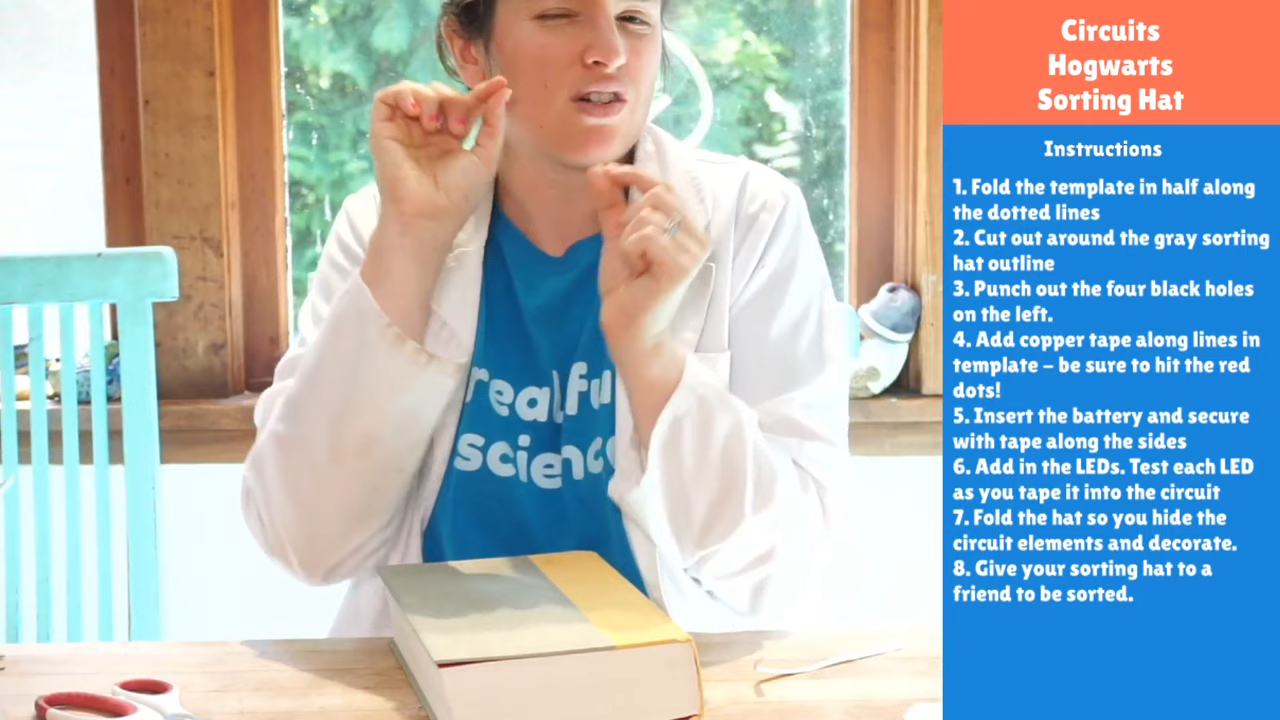 Circuits
Hogwarts
Sorting Hat
Instructions
1. Fold the template in half along
the dotted lines
2. Cut out around the gray sorting
hat outline
3. Punch out the four black holes
on the left.
4. Add copper tape along lines in
template – be sure to hit the red
dots!
5. Insert the battery and secure
with tape along the sides
6. Add in the LEDs. Test each LED
as you tape it into the circuit
7. Fold the hat so you hide the
circuit elements and decorate.
8. Give your sorting hat to a
friend to be sorted.
science